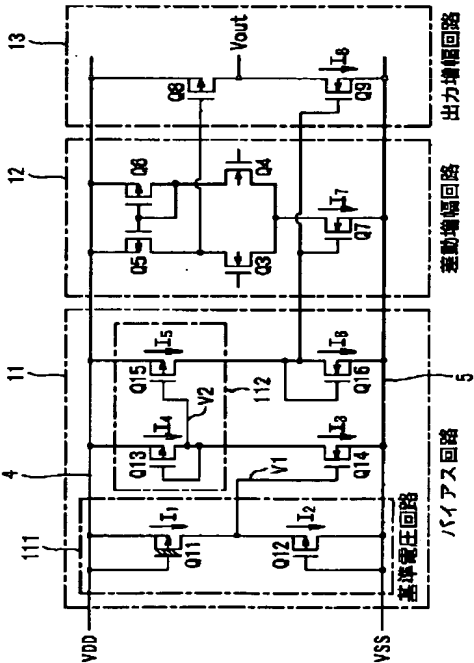 11
12
13
4
111
VDD
VSS
Q11
I1
Q12
I2
V1
Q13
I4
Q14
I3
V2
Q15
I5
112
Q16
I6
5
Q5
Q6
Q3
Q4
Q7
I7
Q8
Vout
Q9
I8
基準電圧回路
バイアス回路
差動増幅回路
出力増幅回路